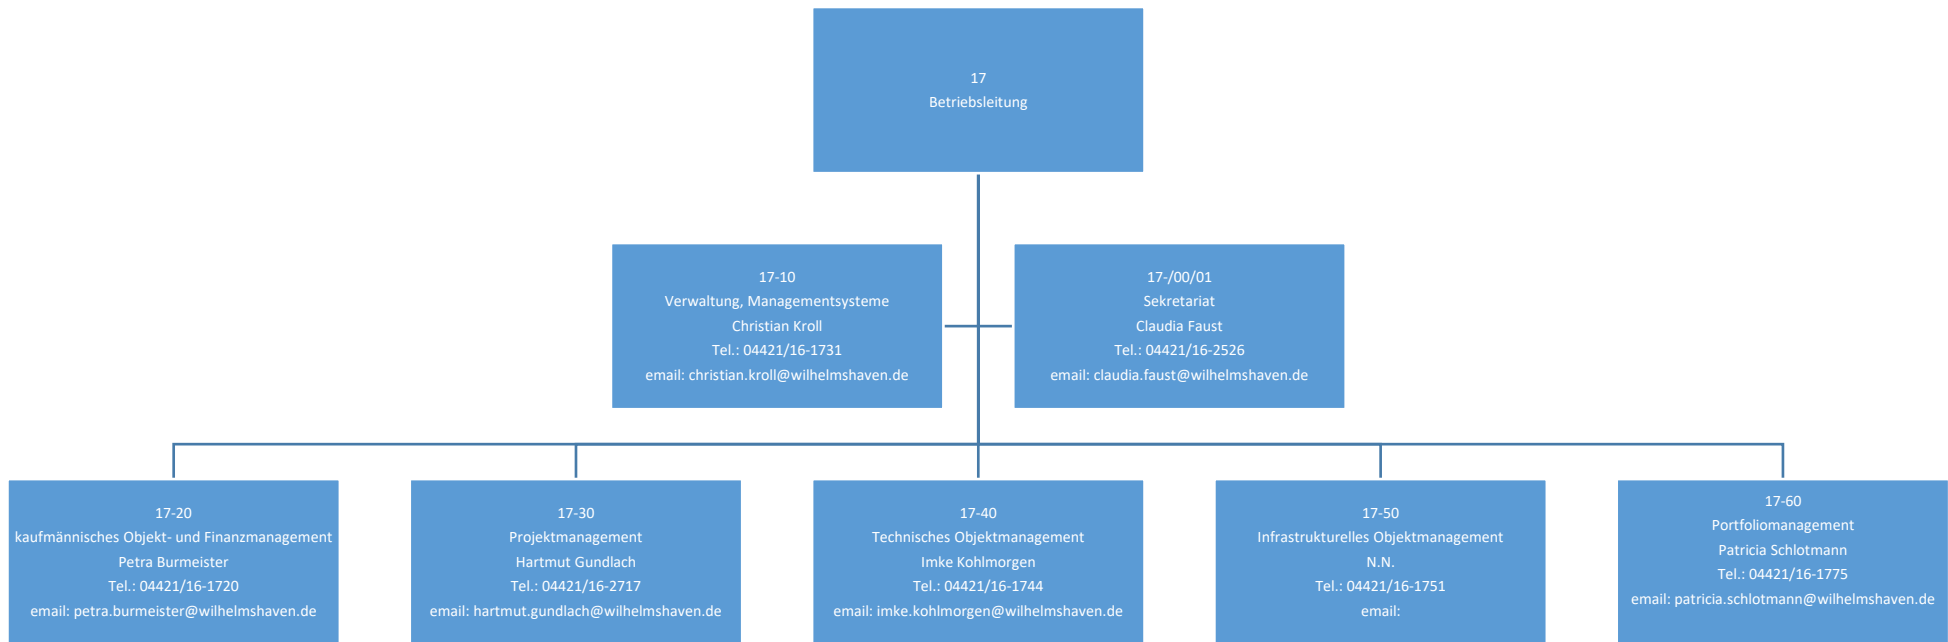 17
Betriebsleitung
17-10
Verwaltung, Managementsysteme
Christian Kroll
Tel.: 04421/16-1731
email: christian.kroll@wilhelmshaven.de
17-/00/01
Sekretariat
Claudia Faust
Tel.: 04421/16-2526
email: claudia.faust@wilhelmshaven.de
17-20
kaufmännisches Objekt- und Finanzmanagement
Petra Burmeister
Tel.: 04421/16-1720
email: petra.burmeister@wilhelmshaven.de
17-30
Projektmanagement
Hartmut Gundlach
Tel.: 04421/16-2717
email: hartmut.gundlach@wilhelmshaven.de
17-40
Technisches Objektmanagement
Imke Kohlmorgen
Tel.: 04421/16-1744
email: imke.kohlmorgen@wilhelmshaven.de
17-50
Infrastrukturelles Objektmanagement
N.N.
Tel.: 04421/16-1751
email:
17-60
Portfoliomanagement
Patricia Schlotmann
Tel.: 04421/16-1775
email: patricia.schlotmann@wilhelmshaven.de